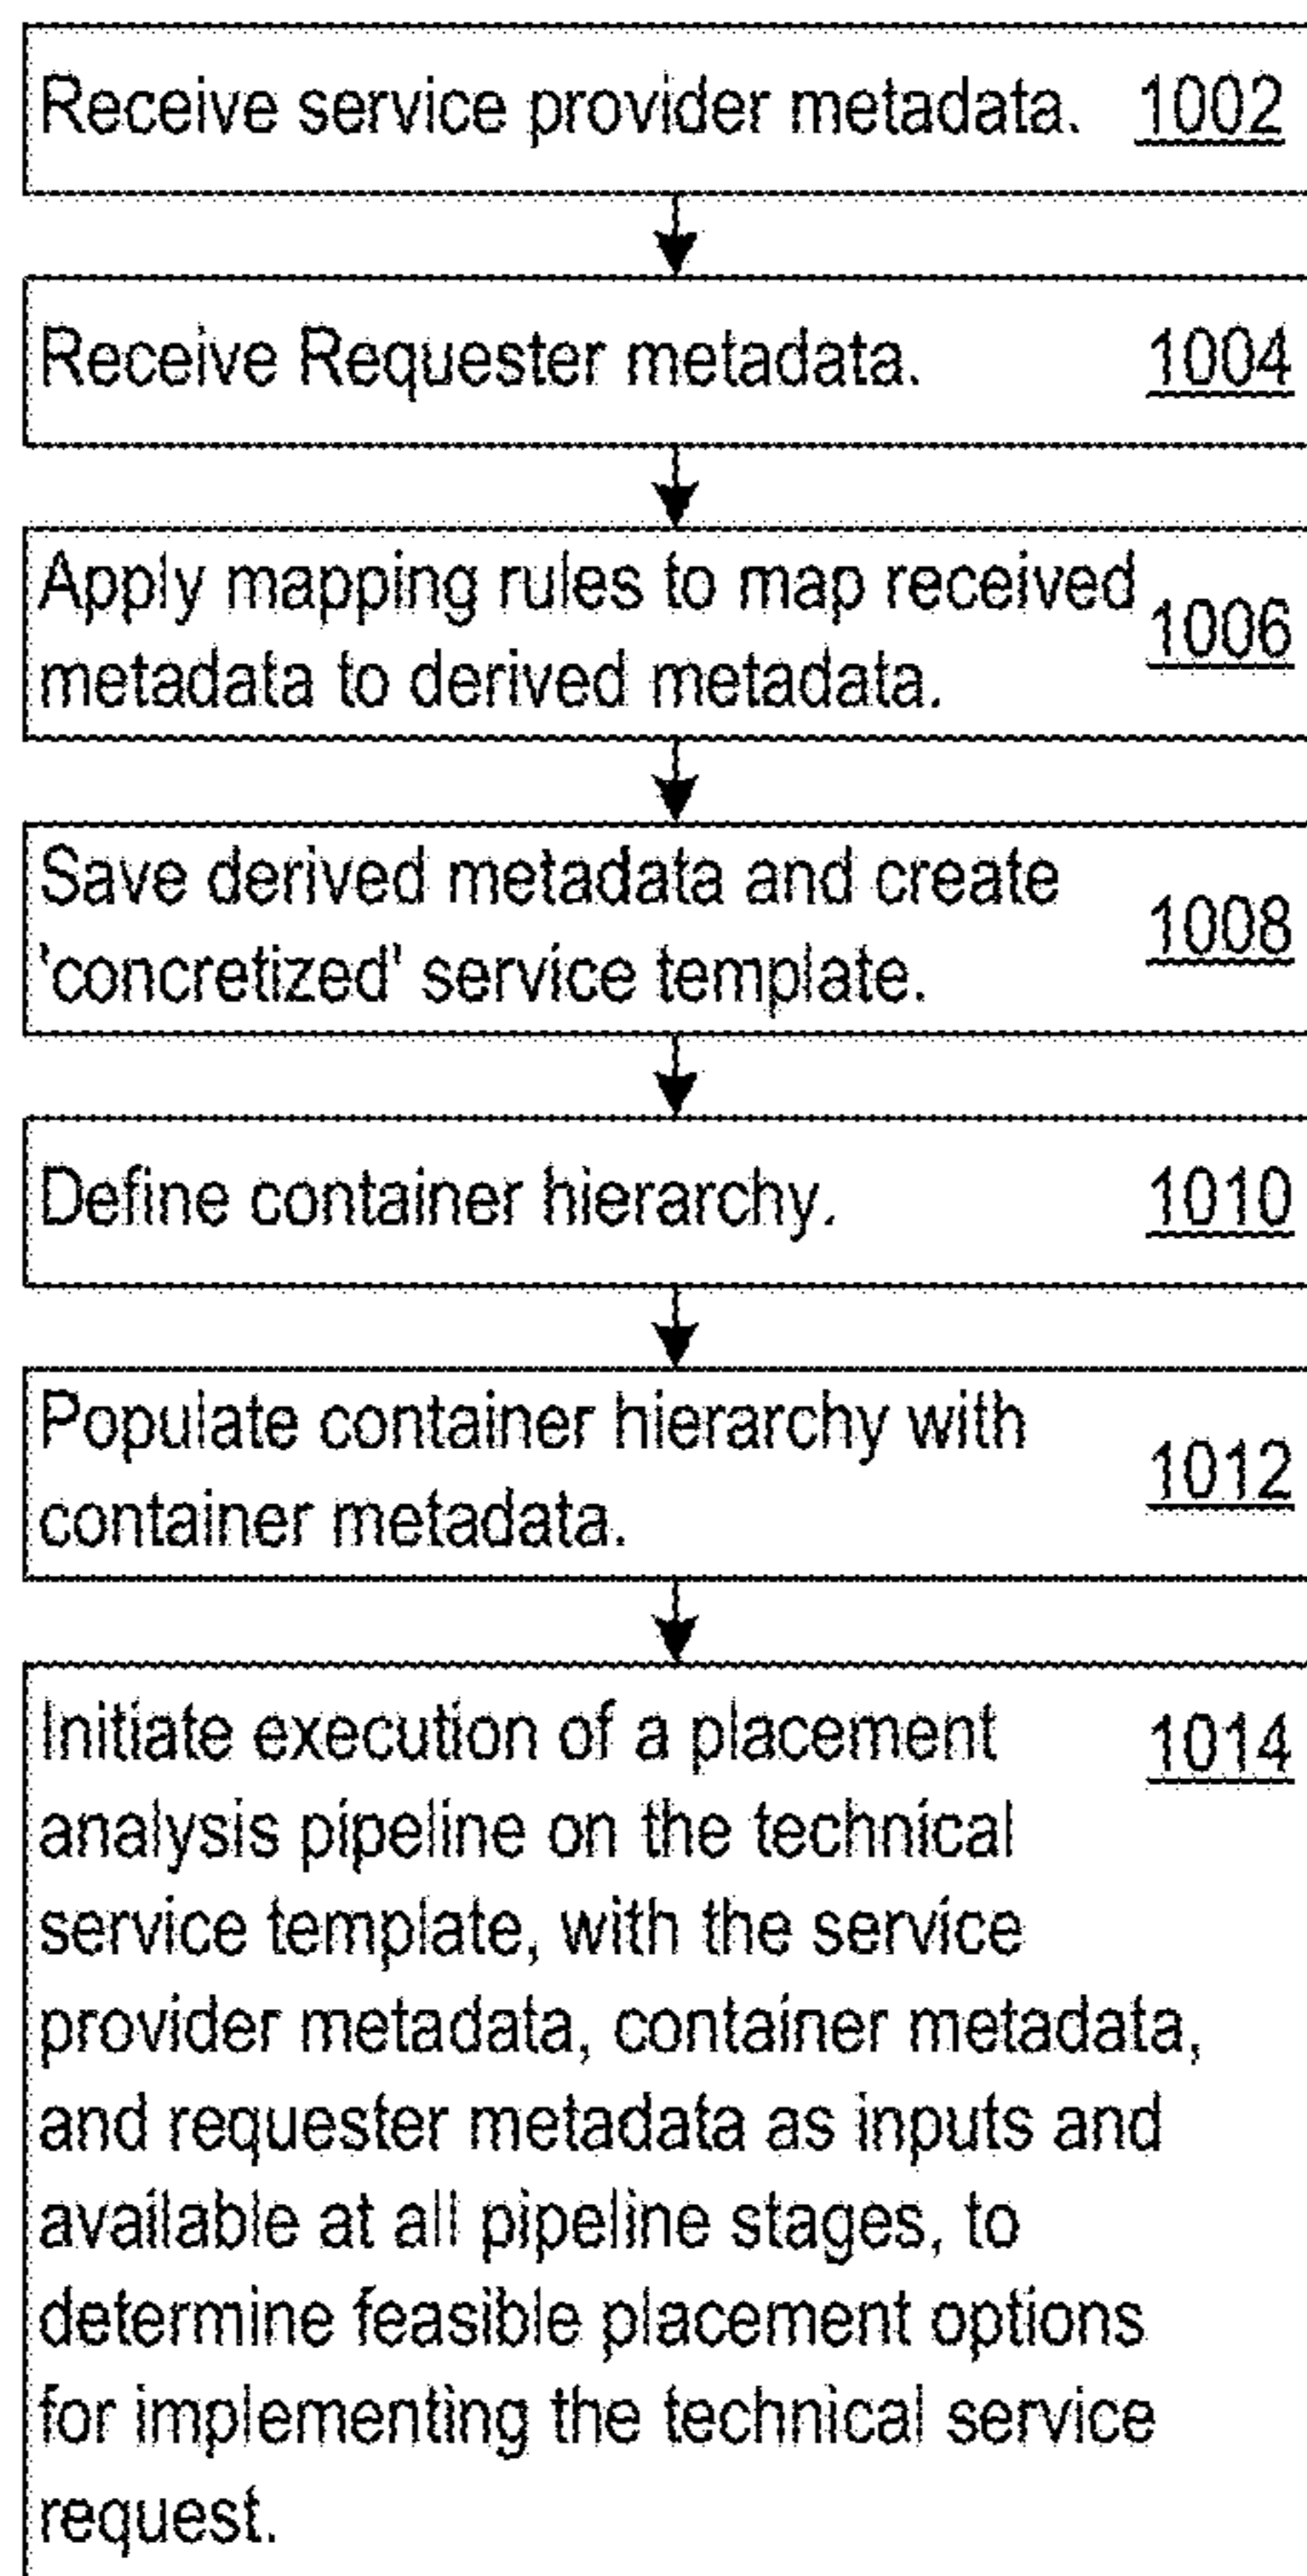 Receive service provider metadata. 1002
Receive Requester metadata. 1004
Apply mapping rules to map received
metadata to derived metadata. 1006
Save derived metadata and create
'concretized' service template. 1008
Define container hierarchy. 1010
Populate container hierarchy with
container metadata. 1012
Initiate execution of a placement 1014
analysis pipeline on the technical
service template, with the service
provider metadata, container metadata,
and requester metadata as inputs and
available at all pipeline stages, to
determine feasible placement options
for implementing the technical service
request.